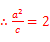 ∴ a²/a = 2